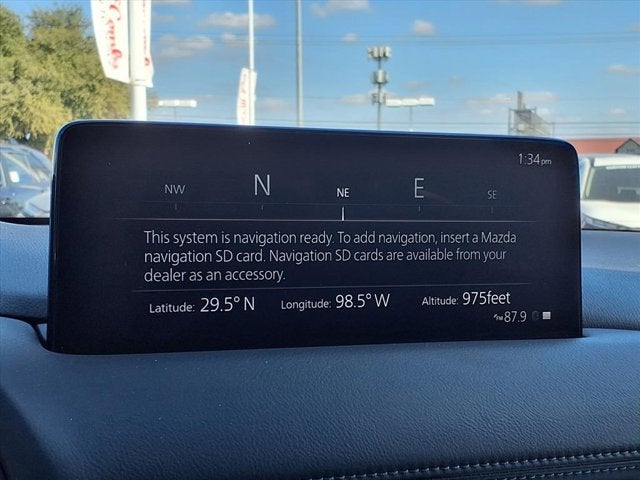 1:34pm
NW N NE E SE
This system is navigation ready. To add navigation, insert a Mazda
navigation SD card. Navigation SD cards are available from your
dealer as an accessory.
Latitude: 29.5° N Longitude: 98.5° W Altitude: 975feet
FM 87.9